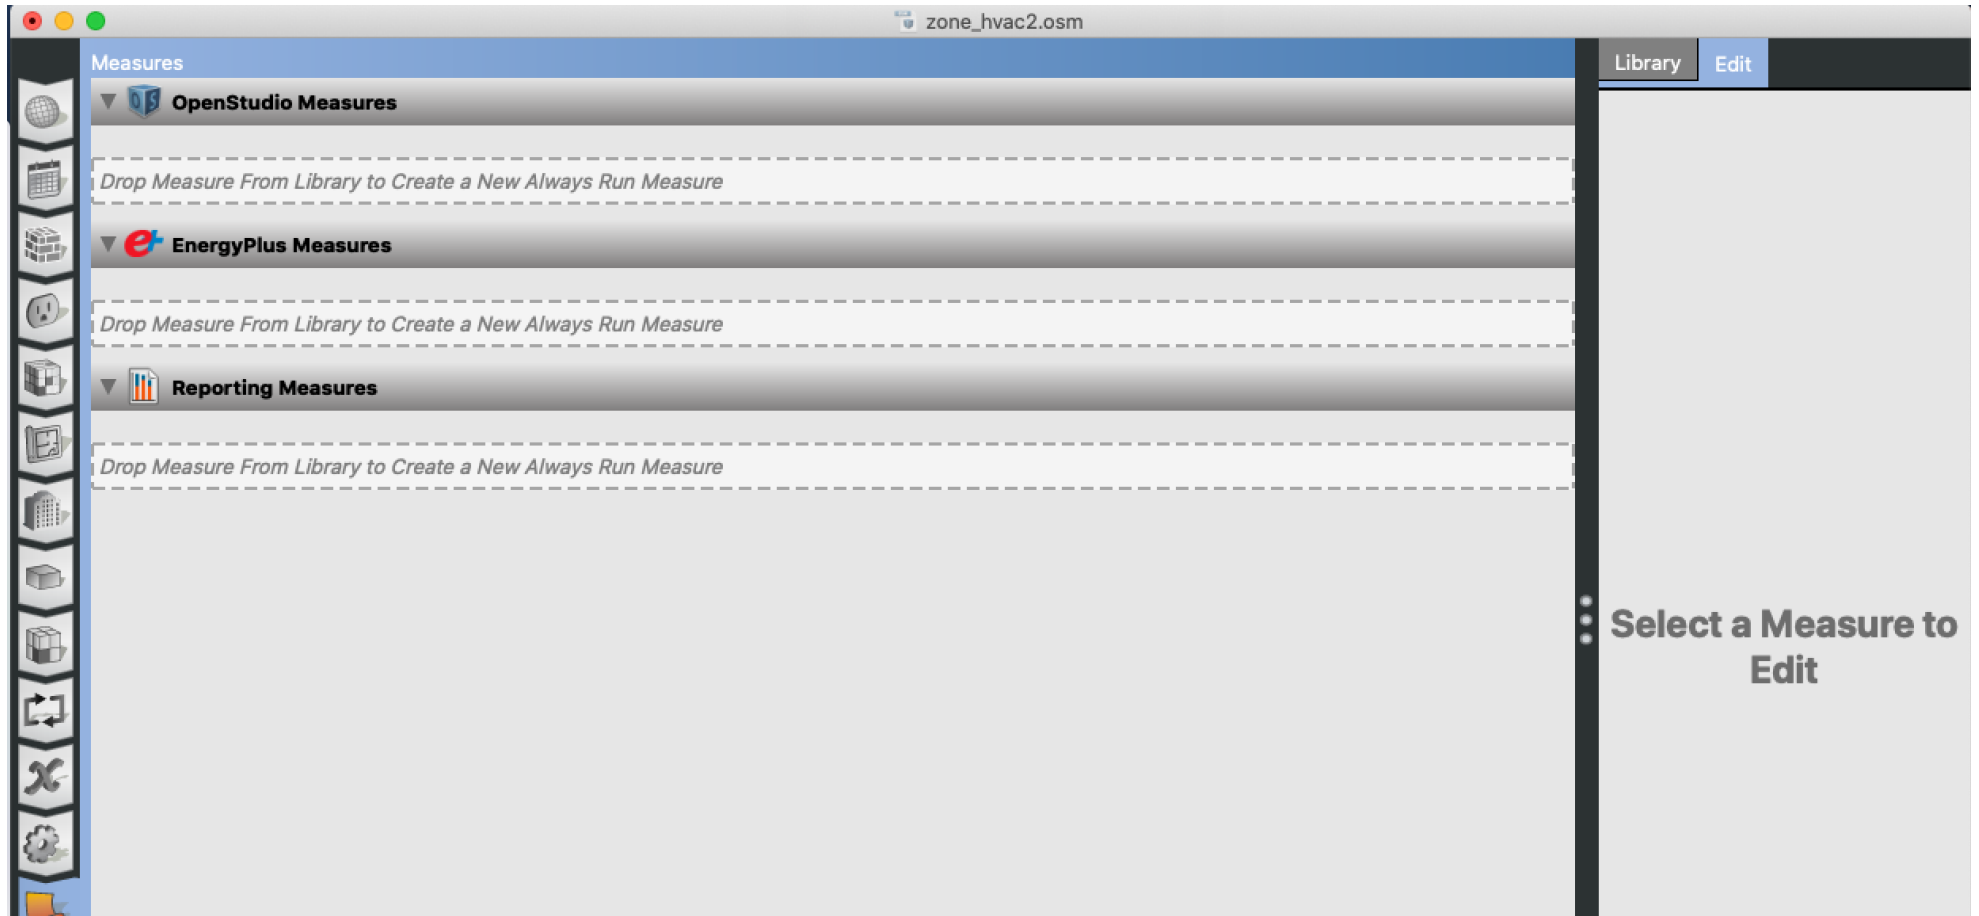 zone_hvac2.osm
Measures
Library
Edit
OpenStudio Measures
Drop Measure From Library to Create a New Always Run Measure
EnergyPlus Measures
Drop Measure From Library to Create a New Always Run Measure
Reporting Measures
Drop Measure From Library to Create a New Always Run Measure
Select a Measure to
Edit